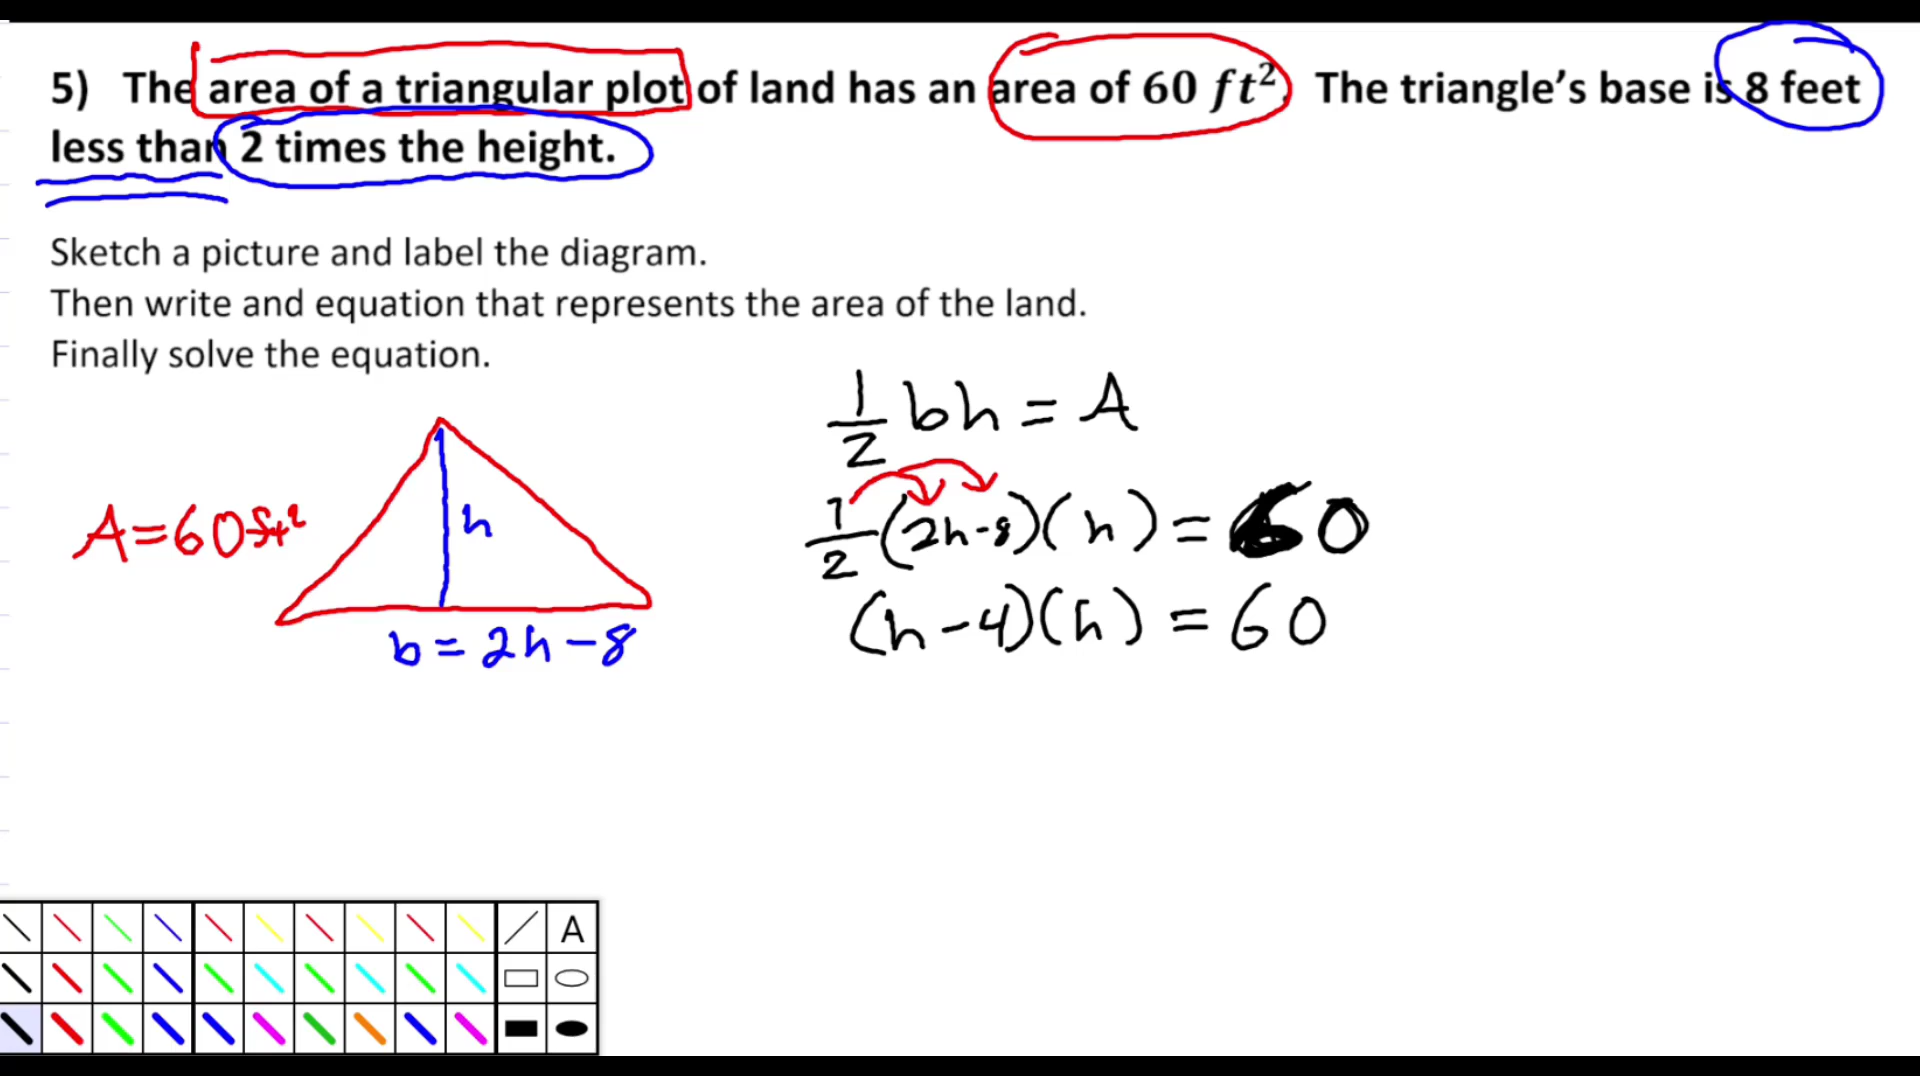 5) The area of a triangular plot of land has an area of 60 ft². The triangle's base is 8 feet
less than 2 times the height.
Sketch a picture and label the diagram.
Then write and equation that represents the area of the land.
Finally solve the equation.
A=60ft²
h
b=2h-8
1/2 bh = A
1/2 (2h-8)(h) = 60
(h-4)(h) = 60
A